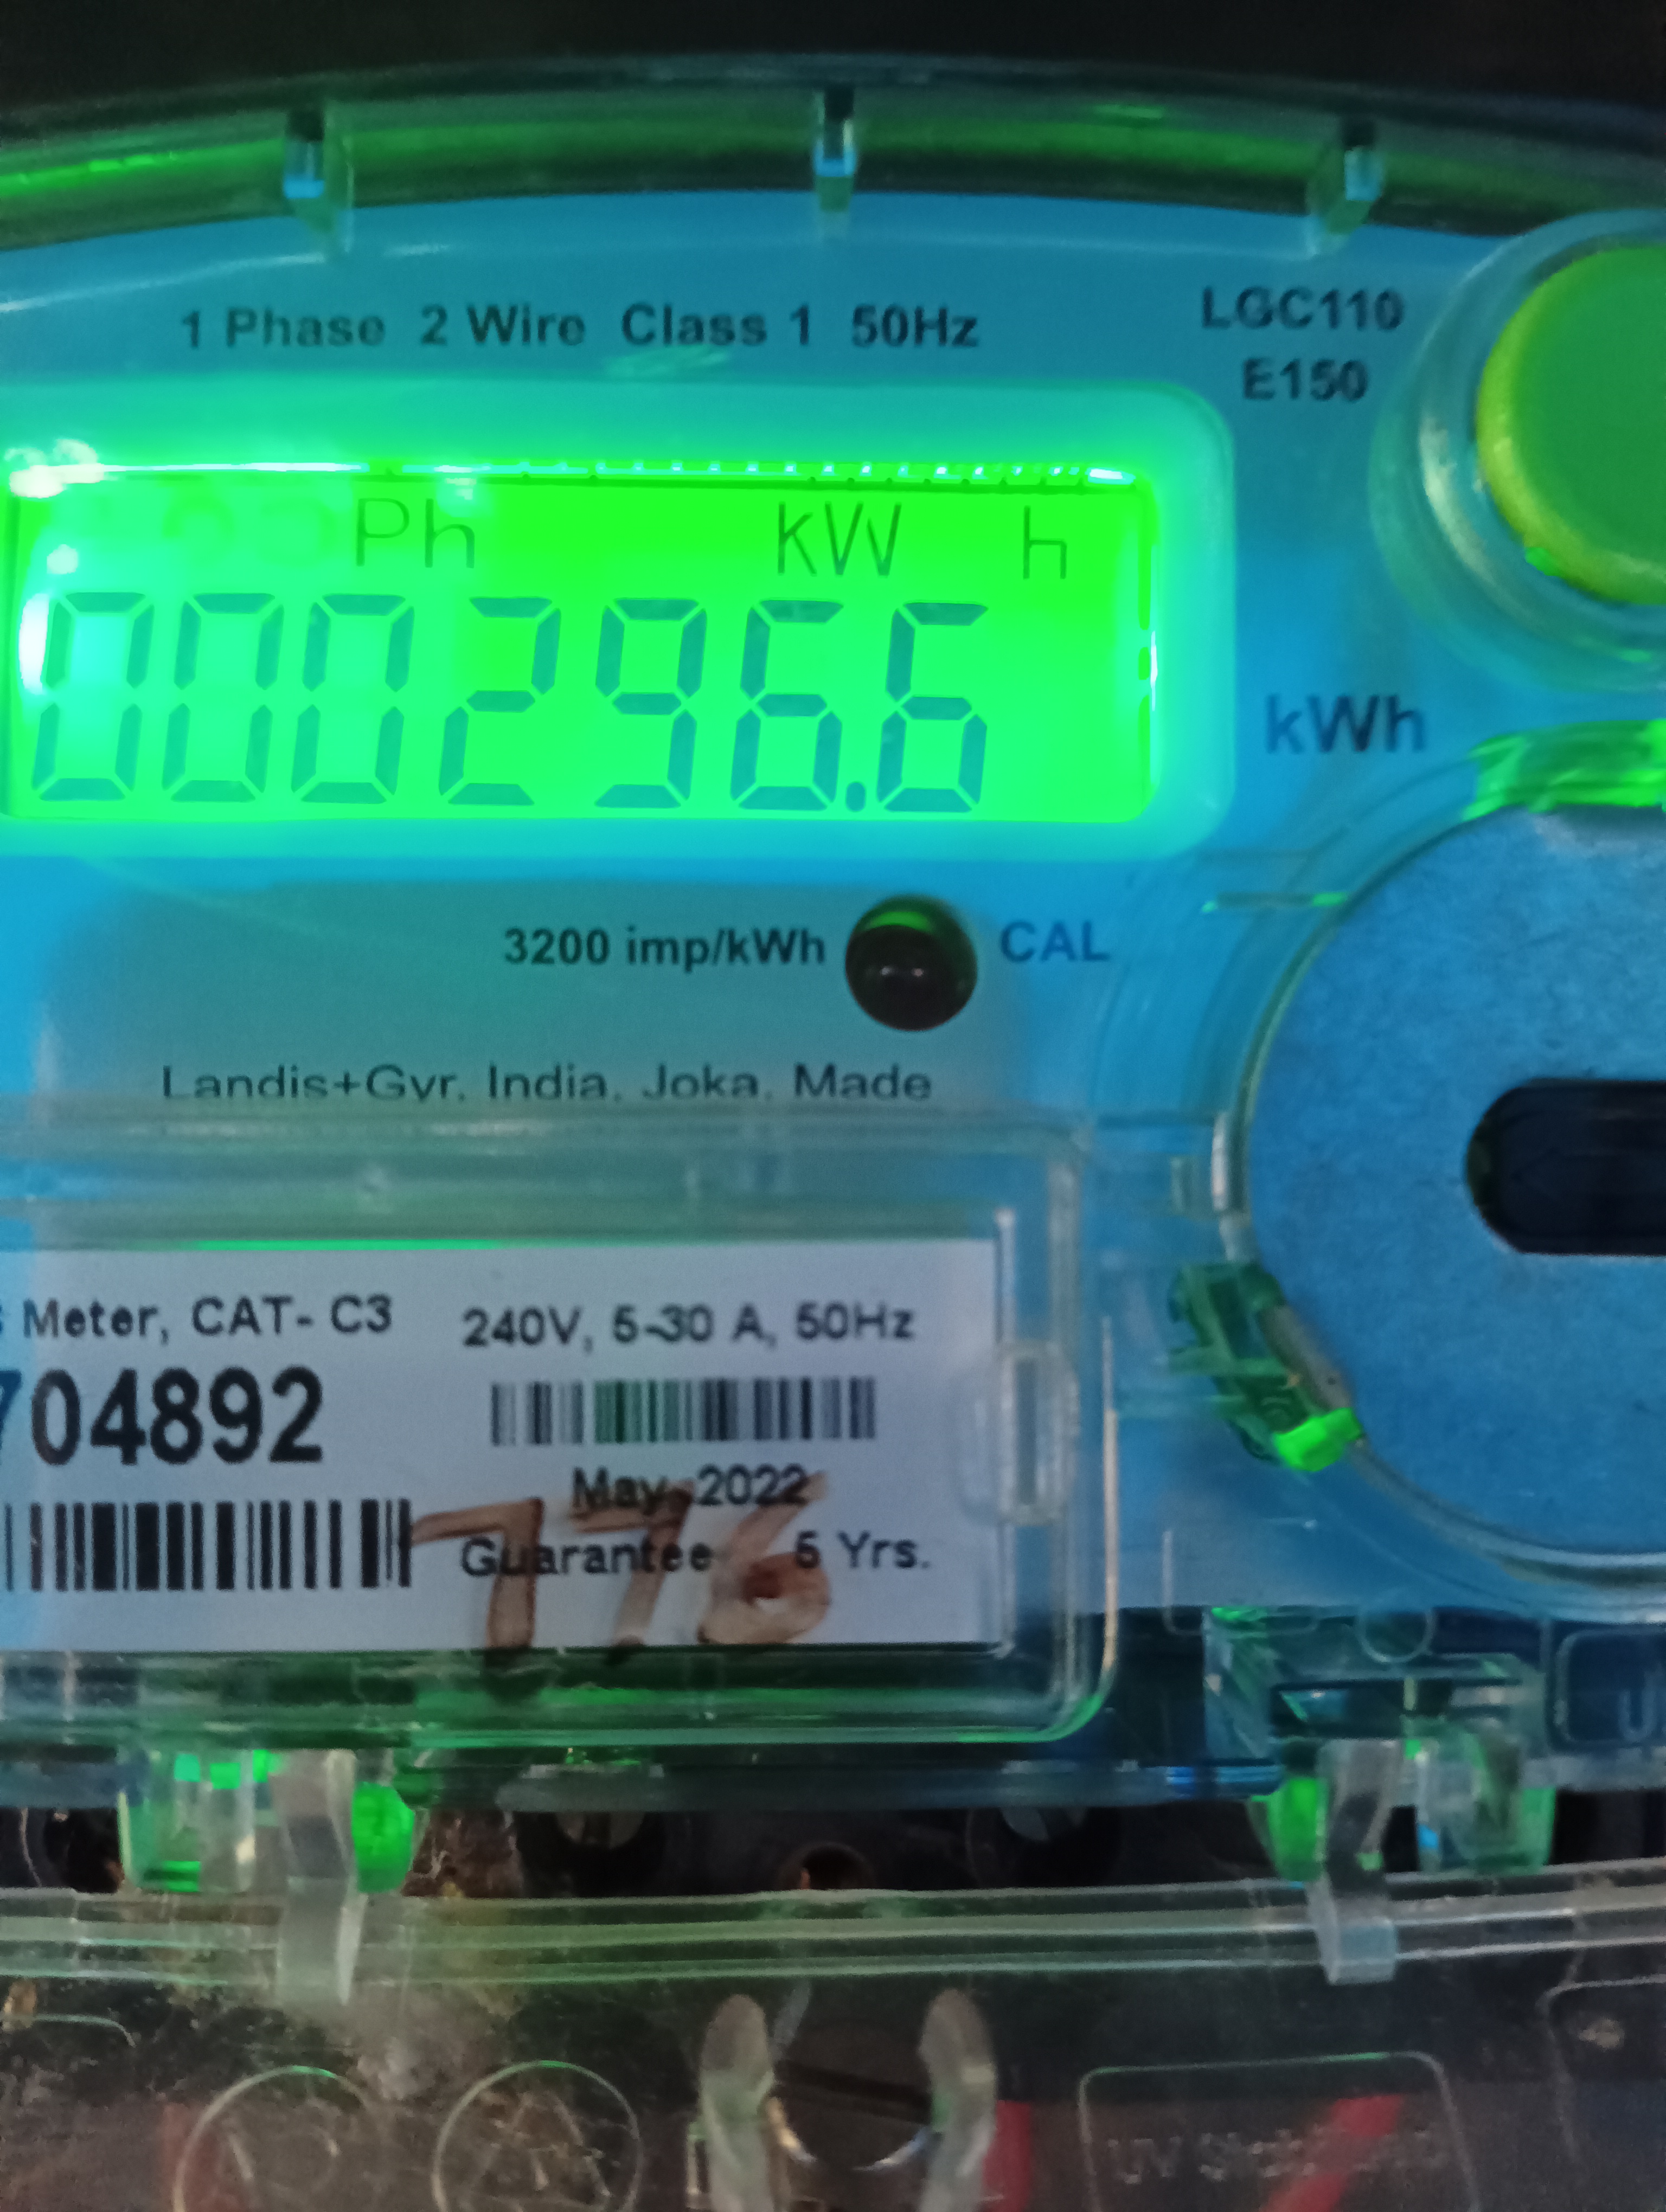 1 Phase 2 Wire Class 1 50Hz
LGC110
E150
Ph kW h
000296.6
kWh
3200 imp/kWh
CAL
Landis+Gyr, India, Joka, Made
Meter, CAT- C3
704892
240V, 5-30 A, 50Hz
May 2022
Guarantee 5 Yrs.
776
UV